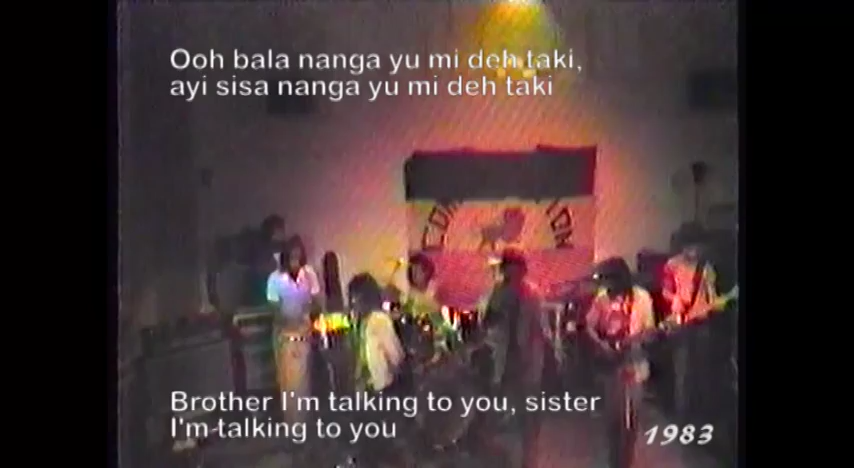 Ooh bala nanga yu mi deh taki,
ayi sisa nanga yu mi deh taki
Brother I'm talking to you, sister
I'm talking to you
1983